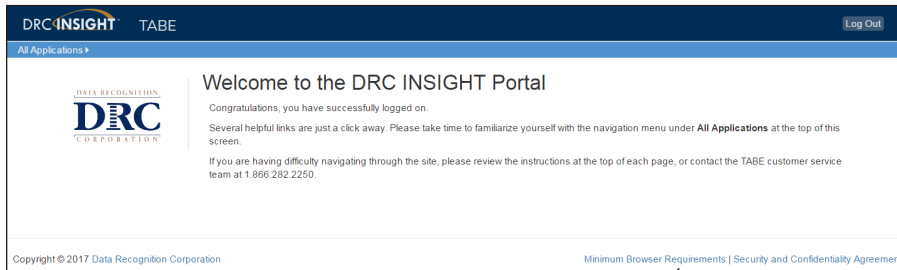 DRC INSIGHT TABE
Log Out
All Applications
Welcome to the DRC INSIGHT Portal
DATA RECOGNITION
DRC
CORPORATION
Congratulations, you have successfully logged on.
Several helpful links are just a click away. Please take time to familiarize yourself with the navigation menu under All Applications at the top of this
screen.
If you are having difficulty navigating through the site, please review the instructions at the top of each page, or contact the TABE customer service
team at 1.866.282.2250.
Copyright © 2017 Data Recognition Corporation
Minimum Browser Requirements | Security and Confidentiality Agreemen